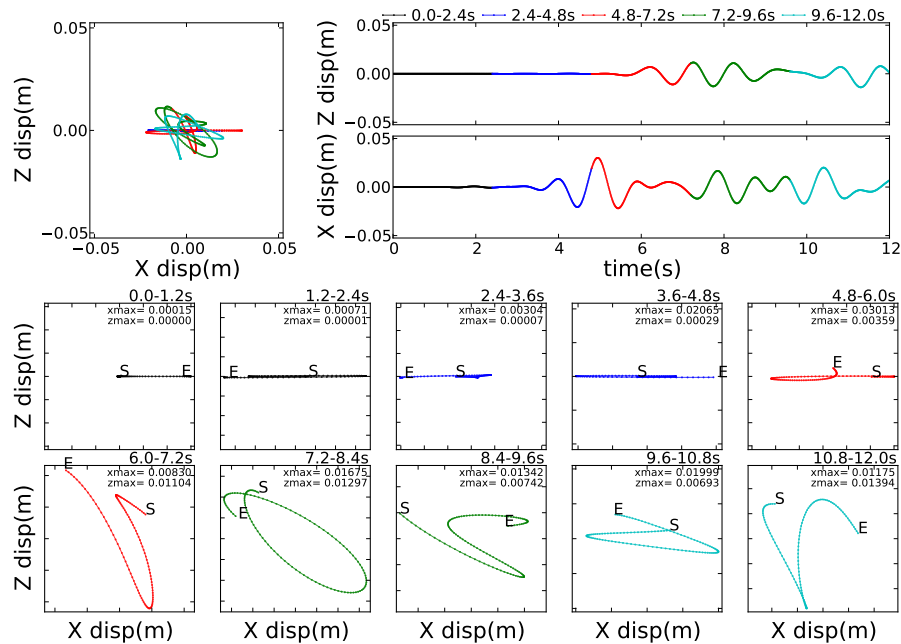 0.0-2.4s 2.4-4.8s 4.8-7.2s 7.2-9.6s 9.6-12.0s
0.05
0.00
−0.05
−0.05 0.00 0.05
Z disp(m)
X disp(m)
0.05
0.00
−0.05
Z disp(m)
0.05
0.00
−0.05
X disp(m)
0 2 4 6 8 10 12
time(s)
0.0-1.2s
xmax= 0.00015
zmax= 0.00000
S E
1.2-2.4s
xmax= 0.00071
zmax= 0.00001
E S
2.4-3.6s
xmax= 0.00304
zmax= 0.00007
E S
3.6-4.8s
xmax= 0.02065
zmax= 0.00029
S E
4.8-6.0s
xmax= 0.03013
zmax= 0.00359
E
S
Z disp(m)
6.0-7.2s
xmax= 0.00830
zmax= 0.01104
E
S
7.2-8.4s
xmax= 0.01675
zmax= 0.01297
S
E
8.4-9.6s
xmax= 0.01342
zmax= 0.00742
S
E
9.6-10.8s
xmax= 0.01999
zmax= 0.00693
E
S
10.8-12.0s
xmax= 0.01175
zmax= 0.01394
S
E
Z disp(m)
X disp(m) X disp(m) X disp(m) X disp(m) X disp(m)